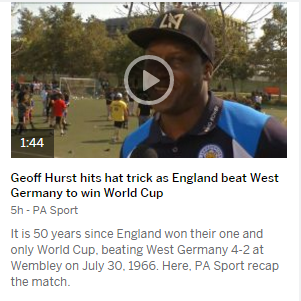 1:44
Geoff Hurst hits hat trick as England beat West
Germany to win World Cup
5h - PA Sport
It is 50 years since England won their one and
only World Cup, beating West Germany 4-2 at
Wembley on July 30, 1966. Here, PA Sport recap
the match.